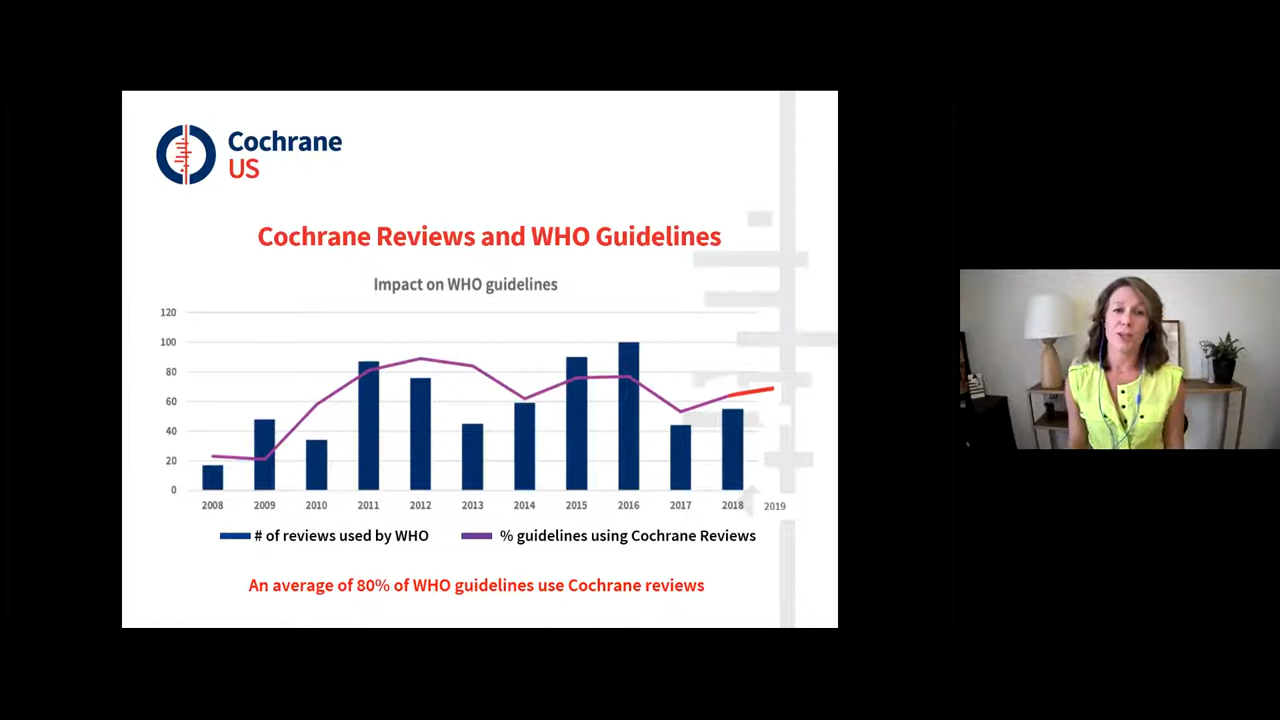 Cochrane
US
Cochrane Reviews and WHO Guidelines
Impact on WHO guidelines
120
100
80
60
40
20
0
2008 2009 2010 2011 2012 2013 2014 2015 2016 2017 2018 2019
# of reviews used by WHO % guidelines using Cochrane Reviews
An average of 80% of WHO guidelines use Cochrane reviews